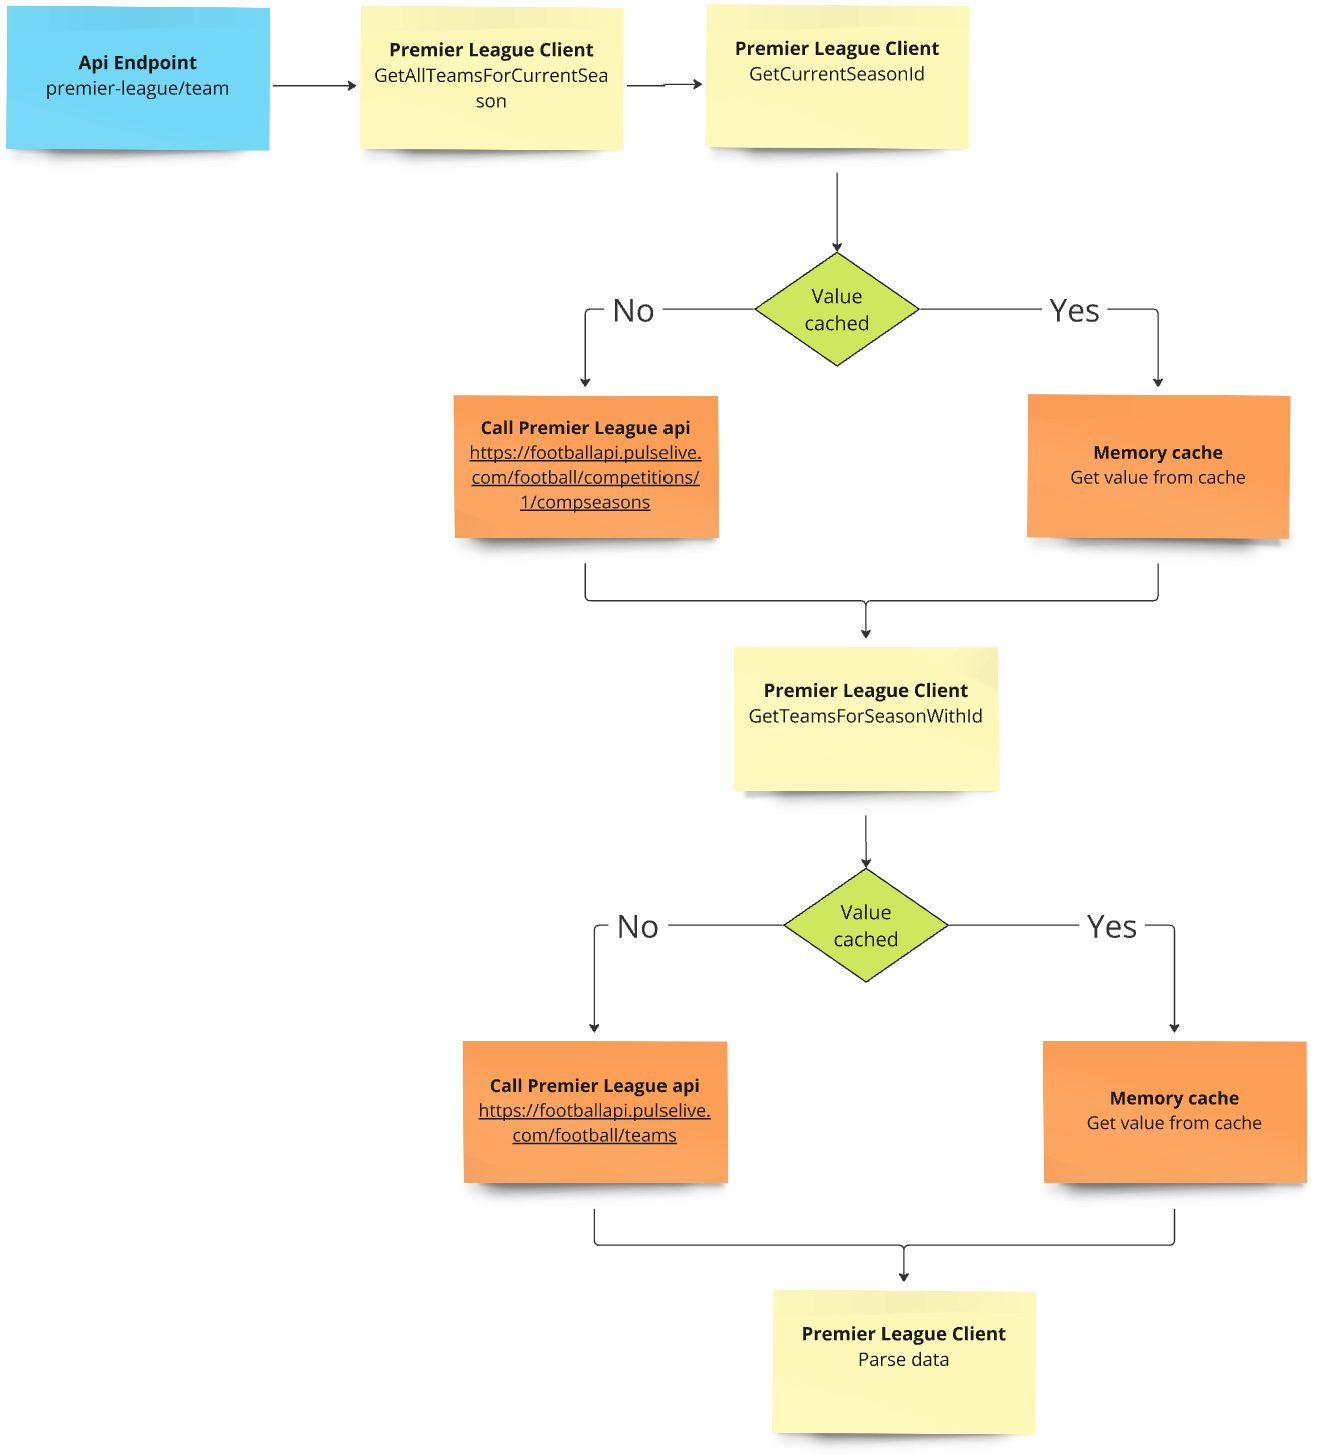 Api Endpoint
premier-league/team
Premier League Client
GetAllTeamsForCurrentSea
son
Premier League Client
GetCurrentSeasonId
Value
cached
No
Yes
Call Premier League api
https://footballapi.pulselive.
com/football/competitions/
1/compseasons
Memory cache
Get value from cache
Premier League Client
GetTeamsForSeasonWithId
Value
cached
No
Yes
Call Premier League api
https://footballapi.pulselive.
com/football/teams
Memory cache
Get value from cache
Premier League Client
Parse data